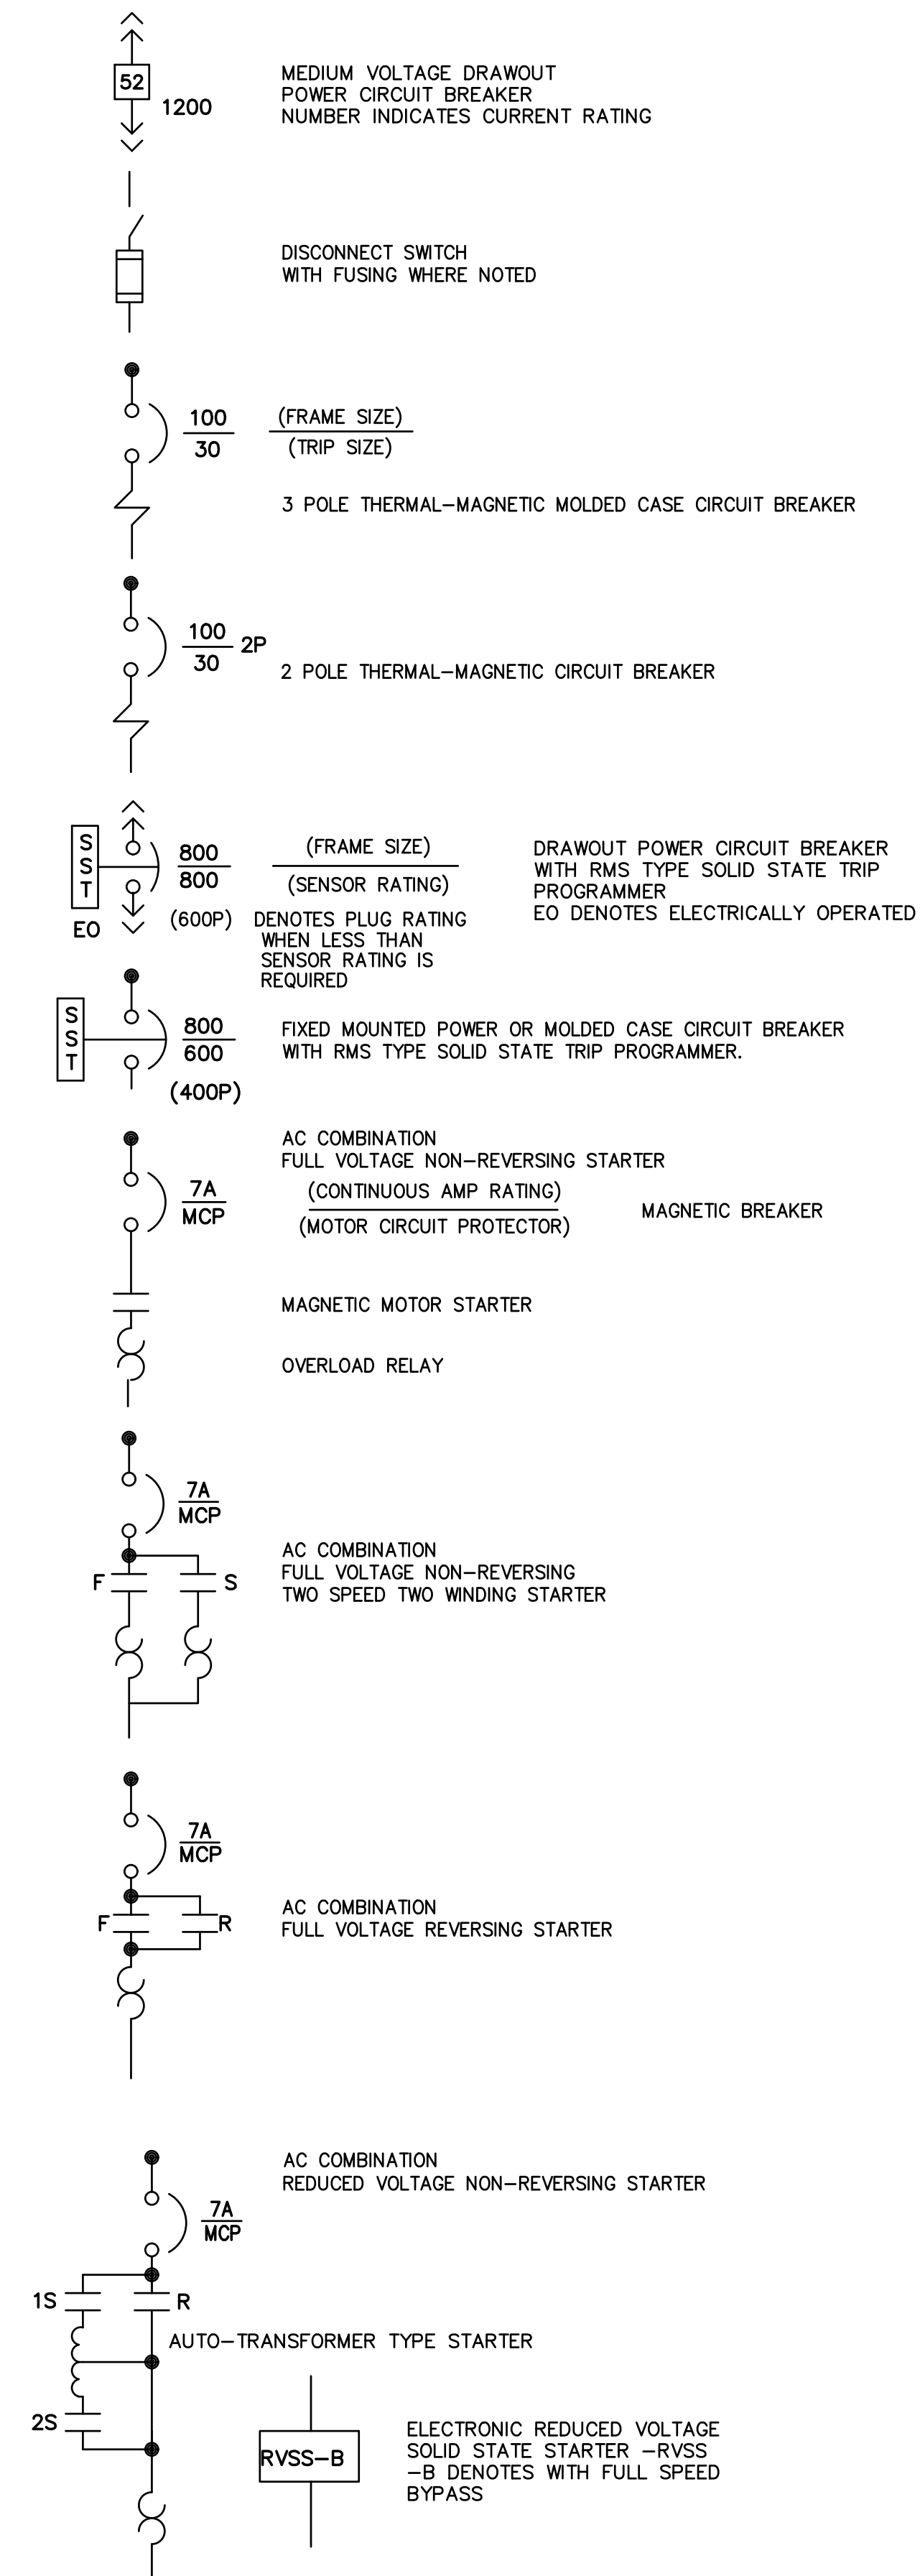 52
1200
MEDIUM VOLTAGE DRAWOUT
POWER CIRCUIT BREAKER
NUMBER INDICATES CURRENT RATING
DISCONNECT SWITCH
WITH FUSING WHERE NOTED
100
30
(FRAME SIZE)
(TRIP SIZE)
3 POLE THERMAL-MAGNETIC MOLDED CASE CIRCUIT BREAKER
100
30
2P
2 POLE THERMAL-MAGNETIC CIRCUIT BREAKER
S
S
T
EO
800
800
(600P)
(FRAME SIZE)
(SENSOR RATING)
DENOTES PLUG RATING
WHEN LESS THAN
SENSOR RATING IS
REQUIRED
DRAWOUT POWER CIRCUIT BREAKER
WITH RMS TYPE SOLID STATE TRIP
PROGRAMMER
EO DENOTES ELECTRICALLY OPERATED
S
S
T
800
600
(400P)
FIXED MOUNTED POWER OR MOLDED CASE CIRCUIT BREAKER
WITH RMS TYPE SOLID STATE TRIP PROGRAMMER.
7A
MCP
AC COMBINATION
FULL VOLTAGE NON-REVERSING STARTER
(CONTINUOUS AMP RATING)
(MOTOR CIRCUIT PROTECTOR)
MAGNETIC BREAKER
MAGNETIC MOTOR STARTER
OVERLOAD RELAY
7A
MCP
F
S
AC COMBINATION
FULL VOLTAGE NON-REVERSING
TWO SPEED TWO WINDING STARTER
7A
MCP
F
R
AC COMBINATION
FULL VOLTAGE REVERSING STARTER
AC COMBINATION
REDUCED VOLTAGE NON-REVERSING STARTER
7A
MCP
1S
R
AUTO-TRANSFORMER TYPE STARTER
2S
RVSS-B
ELECTRONIC REDUCED VOLTAGE
SOLID STATE STARTER -RVSS
-B DENOTES WITH FULL SPEED
BYPASS